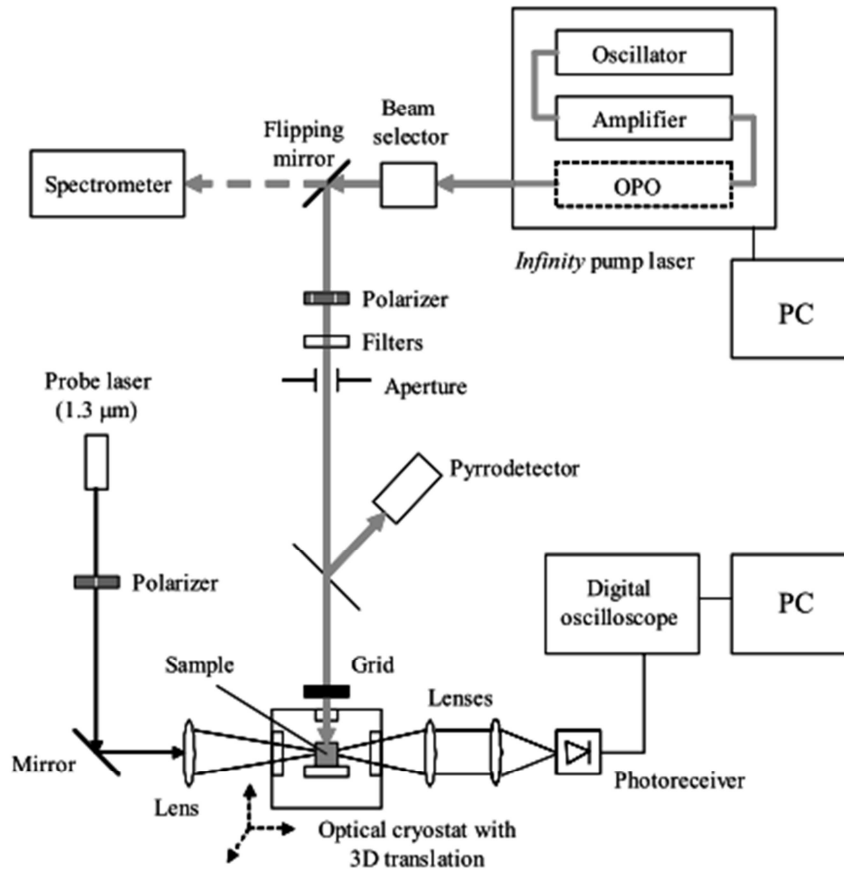 Oscillator
Amplifier
OPO
Beam
selector
Flipping
mirror
Spectrometer
Infinity pump laser
PC
Polarizer
Filters
Aperture
Probe laser
(1.3 μm)
Pyrrodetector
Polarizer
Digital
oscilloscope
PC
Sample
Grid
Lenses
Mirror
Lens
Photoreceiver
Optical cryostat with
3D translation